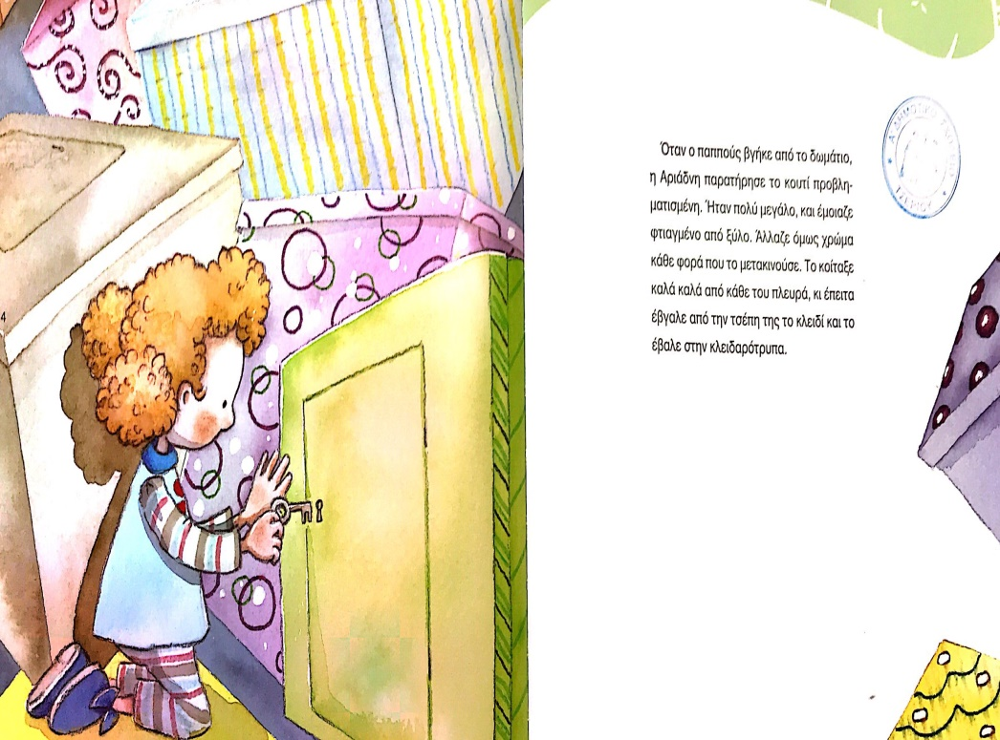 Όταν ο παππούς βγήκε από το δωμάτιο,
η Αριάδνη παρατήρησε το κουτί προβλη-
ματισμένη. Ήταν πολύ μεγάλο, και έμοιαζε
φτιαγμένο από ξύλο. Άλλαζε όμως χρώμα
κάθε φορά που το μετακινούσε. Το κοίταξε
καλά καλά από κάθε του πλευρά, κι έπειτα
έβγαλε από την τσέπη της το κλειδί και το
έβαλε στην κλειδαρότρυπα.
4